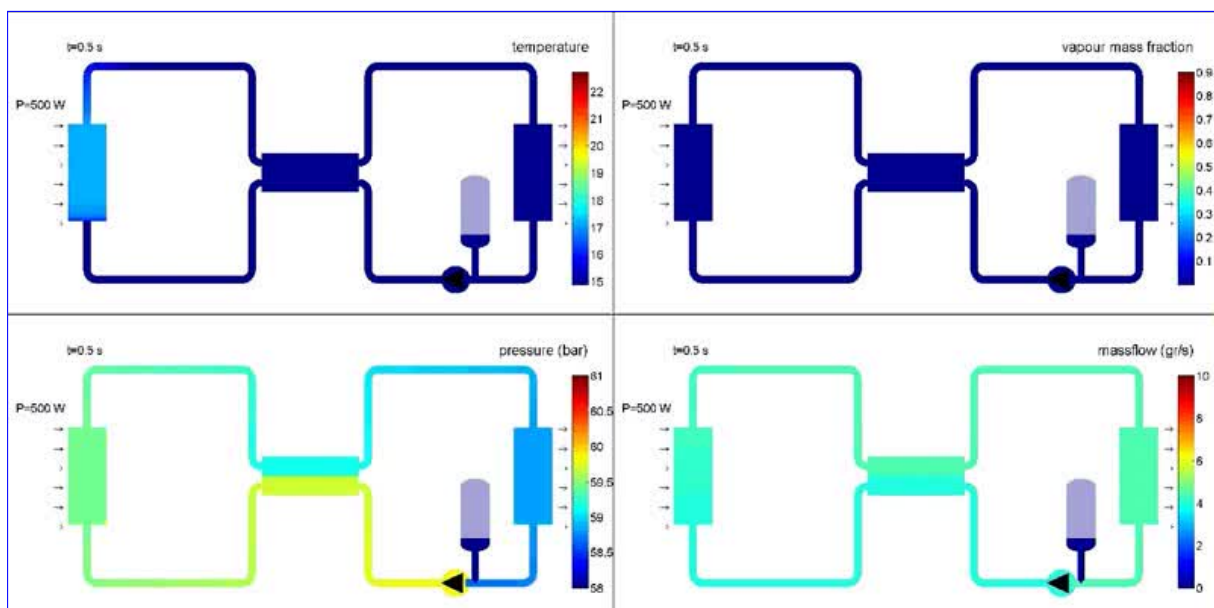 t=0.5 s
temperature
P=500 W
22
21
20
19
18
17
16
15
t=0.5 s
vapour mass fraction
P=500 W
0.9
0.8
0.7
0.6
0.5
0.4
0.3
0.2
0.1
t=0.5 s
pressure (bar)
P=500 W
61
60.5
60
59.5
59
58.5
58
t=0.5 s
massflow (gr/s)
P=500 W
10
8
6
4
2
0